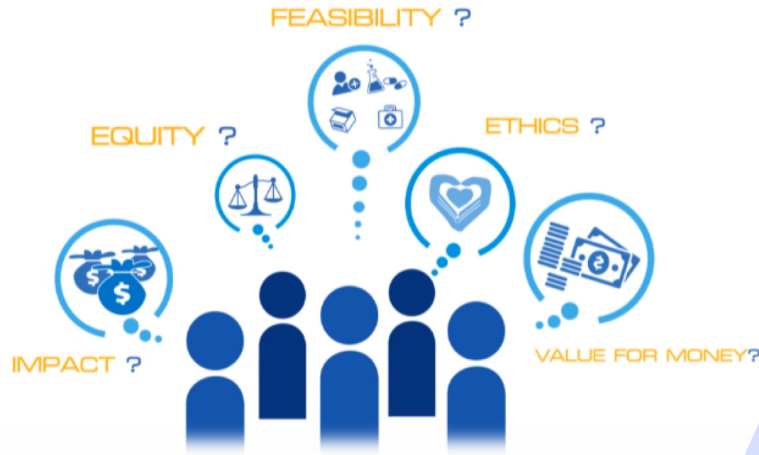 FEASIBILITY ?
EQUITY ?
ETHICS ?
IMPACT ?
VALUE FOR MONEY?
$ $ $
$